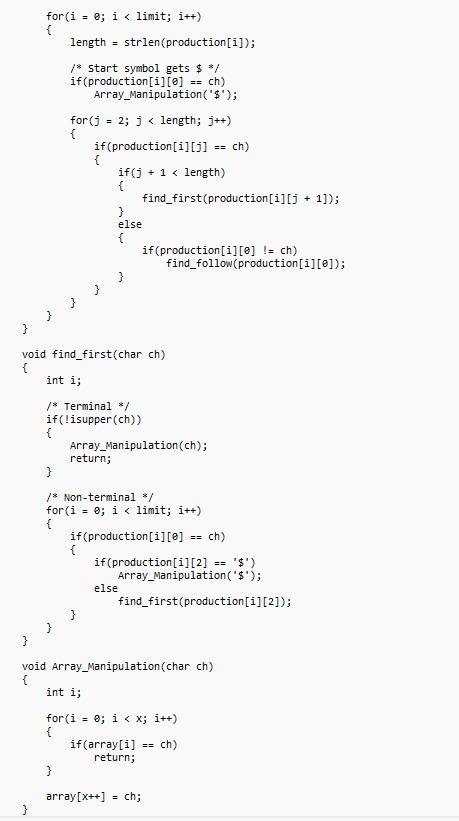 for(i = 0; i < limit; i++)
{
length = strlen(production[i]);
/* Start symbol gets $ */
if(production[i][0] == ch)
Array_Manipulation('$');
for(j = 2; j < length; j++)
{
if(production[i][j] == ch)
{
if(j + 1 < length)
{
find_first(production[i][j + 1]);
}
else
{
if(production[i][0] != ch)
find_follow(production[i][0]);
}
}
}
}
}
void find_first(char ch)
{
int i;
/* Terminal */
if(!isupper(ch))
{
Array_Manipulation(ch);
return;
}
/* Non-terminal */
for(i = 0; i < limit; i++)
{
if(production[i][0] == ch)
{
if(production[i][2] == '$')
Array_Manipulation('$');
else
find_first(production[i][2]);
}
}
}
void Array_Manipulation(char ch)
{
int i;
for(i = 0; i < x; i++)
{
if(array[i] == ch)
return;
}
array[x++] = ch;
}